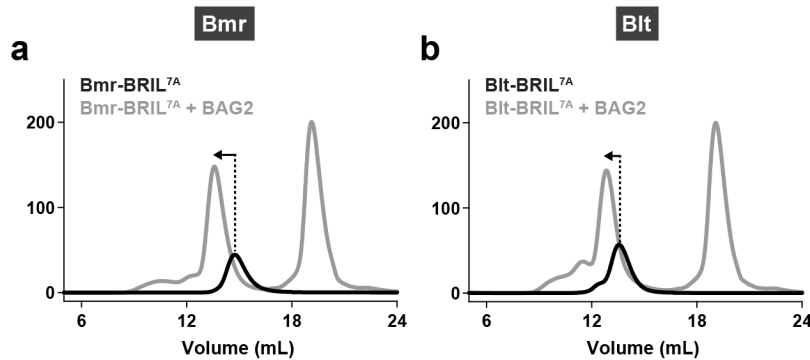 Bmr
a
Bmr-BRIL7A
Bmr-BRIL7A + BAG2
200
100
0
6 12 18 24
Volume (mL)
Blt
b
Blt-BRIL7A
Blt-BRIL7A + BAG2
200
100
0
6 12 18 24
Volume (mL)